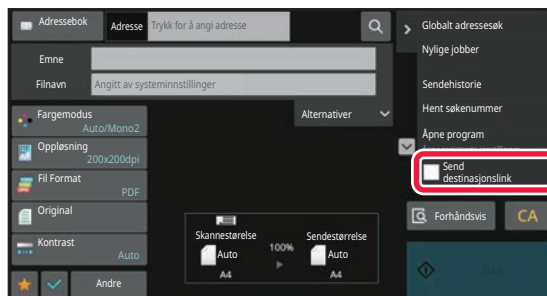 Adressebok
Adresse
Trykk for å angi adresse
Emne
Filnavn
Angitt av systeminnstillinger
Fargemodus
Auto/Mono2
Oppløsning
200x200dpi
Fil Format
PDF
Original
Kontrast
Auto
Andre
Alternativer
Skannestørelse
Auto
A4
100%
Sendestørrelse
Auto
A4
Globalt adressesøk
Nylige jobber
Sendehistorie
Hent søkenummer
Åpne program
Send
destinasjonslink
Forhåndsvis
CA
Start